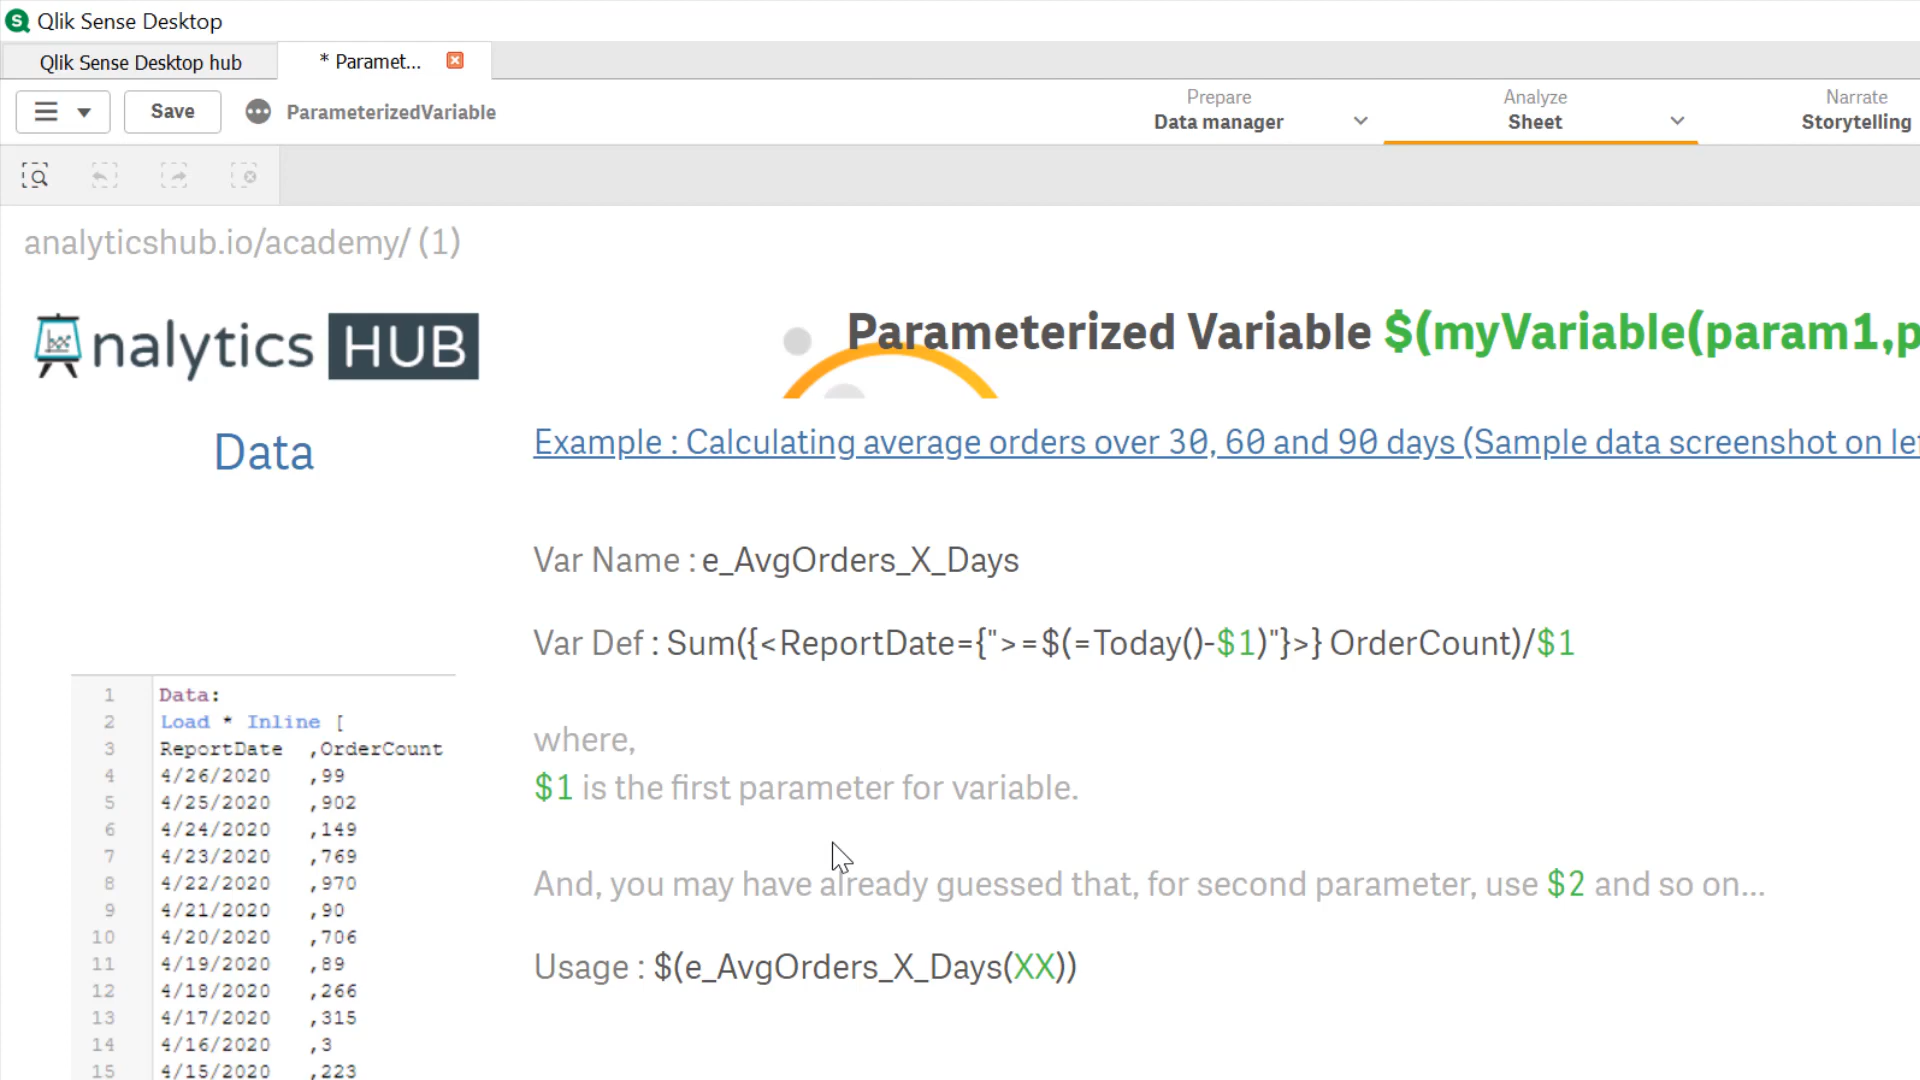 Qlik Sense Desktop
Qlik Sense Desktop hub
* Paramet...
Save
ParameterizedVariable
Prepare
Data manager
Analyze
Sheet
Narrate
Storytelling
analyticshub.io/academy/ (1)
nalytics HUB
Parameterized Variable $(myVariable(param1,p
Data
Example : Calculating average orders over 30, 60 and 90 days (Sample data screenshot on lef
Var Name : e_AvgOrders_X_Days
Var Def : Sum({<ReportDate={">=$(=Today()-$1)"}>} OrderCount)/$1
where,
$1 is the first parameter for variable.
And, you may have already guessed that, for second parameter, use $2 and so on...
Usage : $(e_AvgOrders_X_Days(XX))
1 Data:
2 Load * Inline [
3 ReportDate ,OrderCount
4 4/26/2020 ,99
5 4/25/2020 ,902
6 4/24/2020 ,149
7 4/23/2020 ,769
8 4/22/2020 ,970
9 4/21/2020 ,90
10 4/20/2020 ,706
11 4/19/2020 ,89
12 4/18/2020 ,266
13 4/17/2020 ,315
14 4/16/2020 ,3
15 4/15/2020 ,223